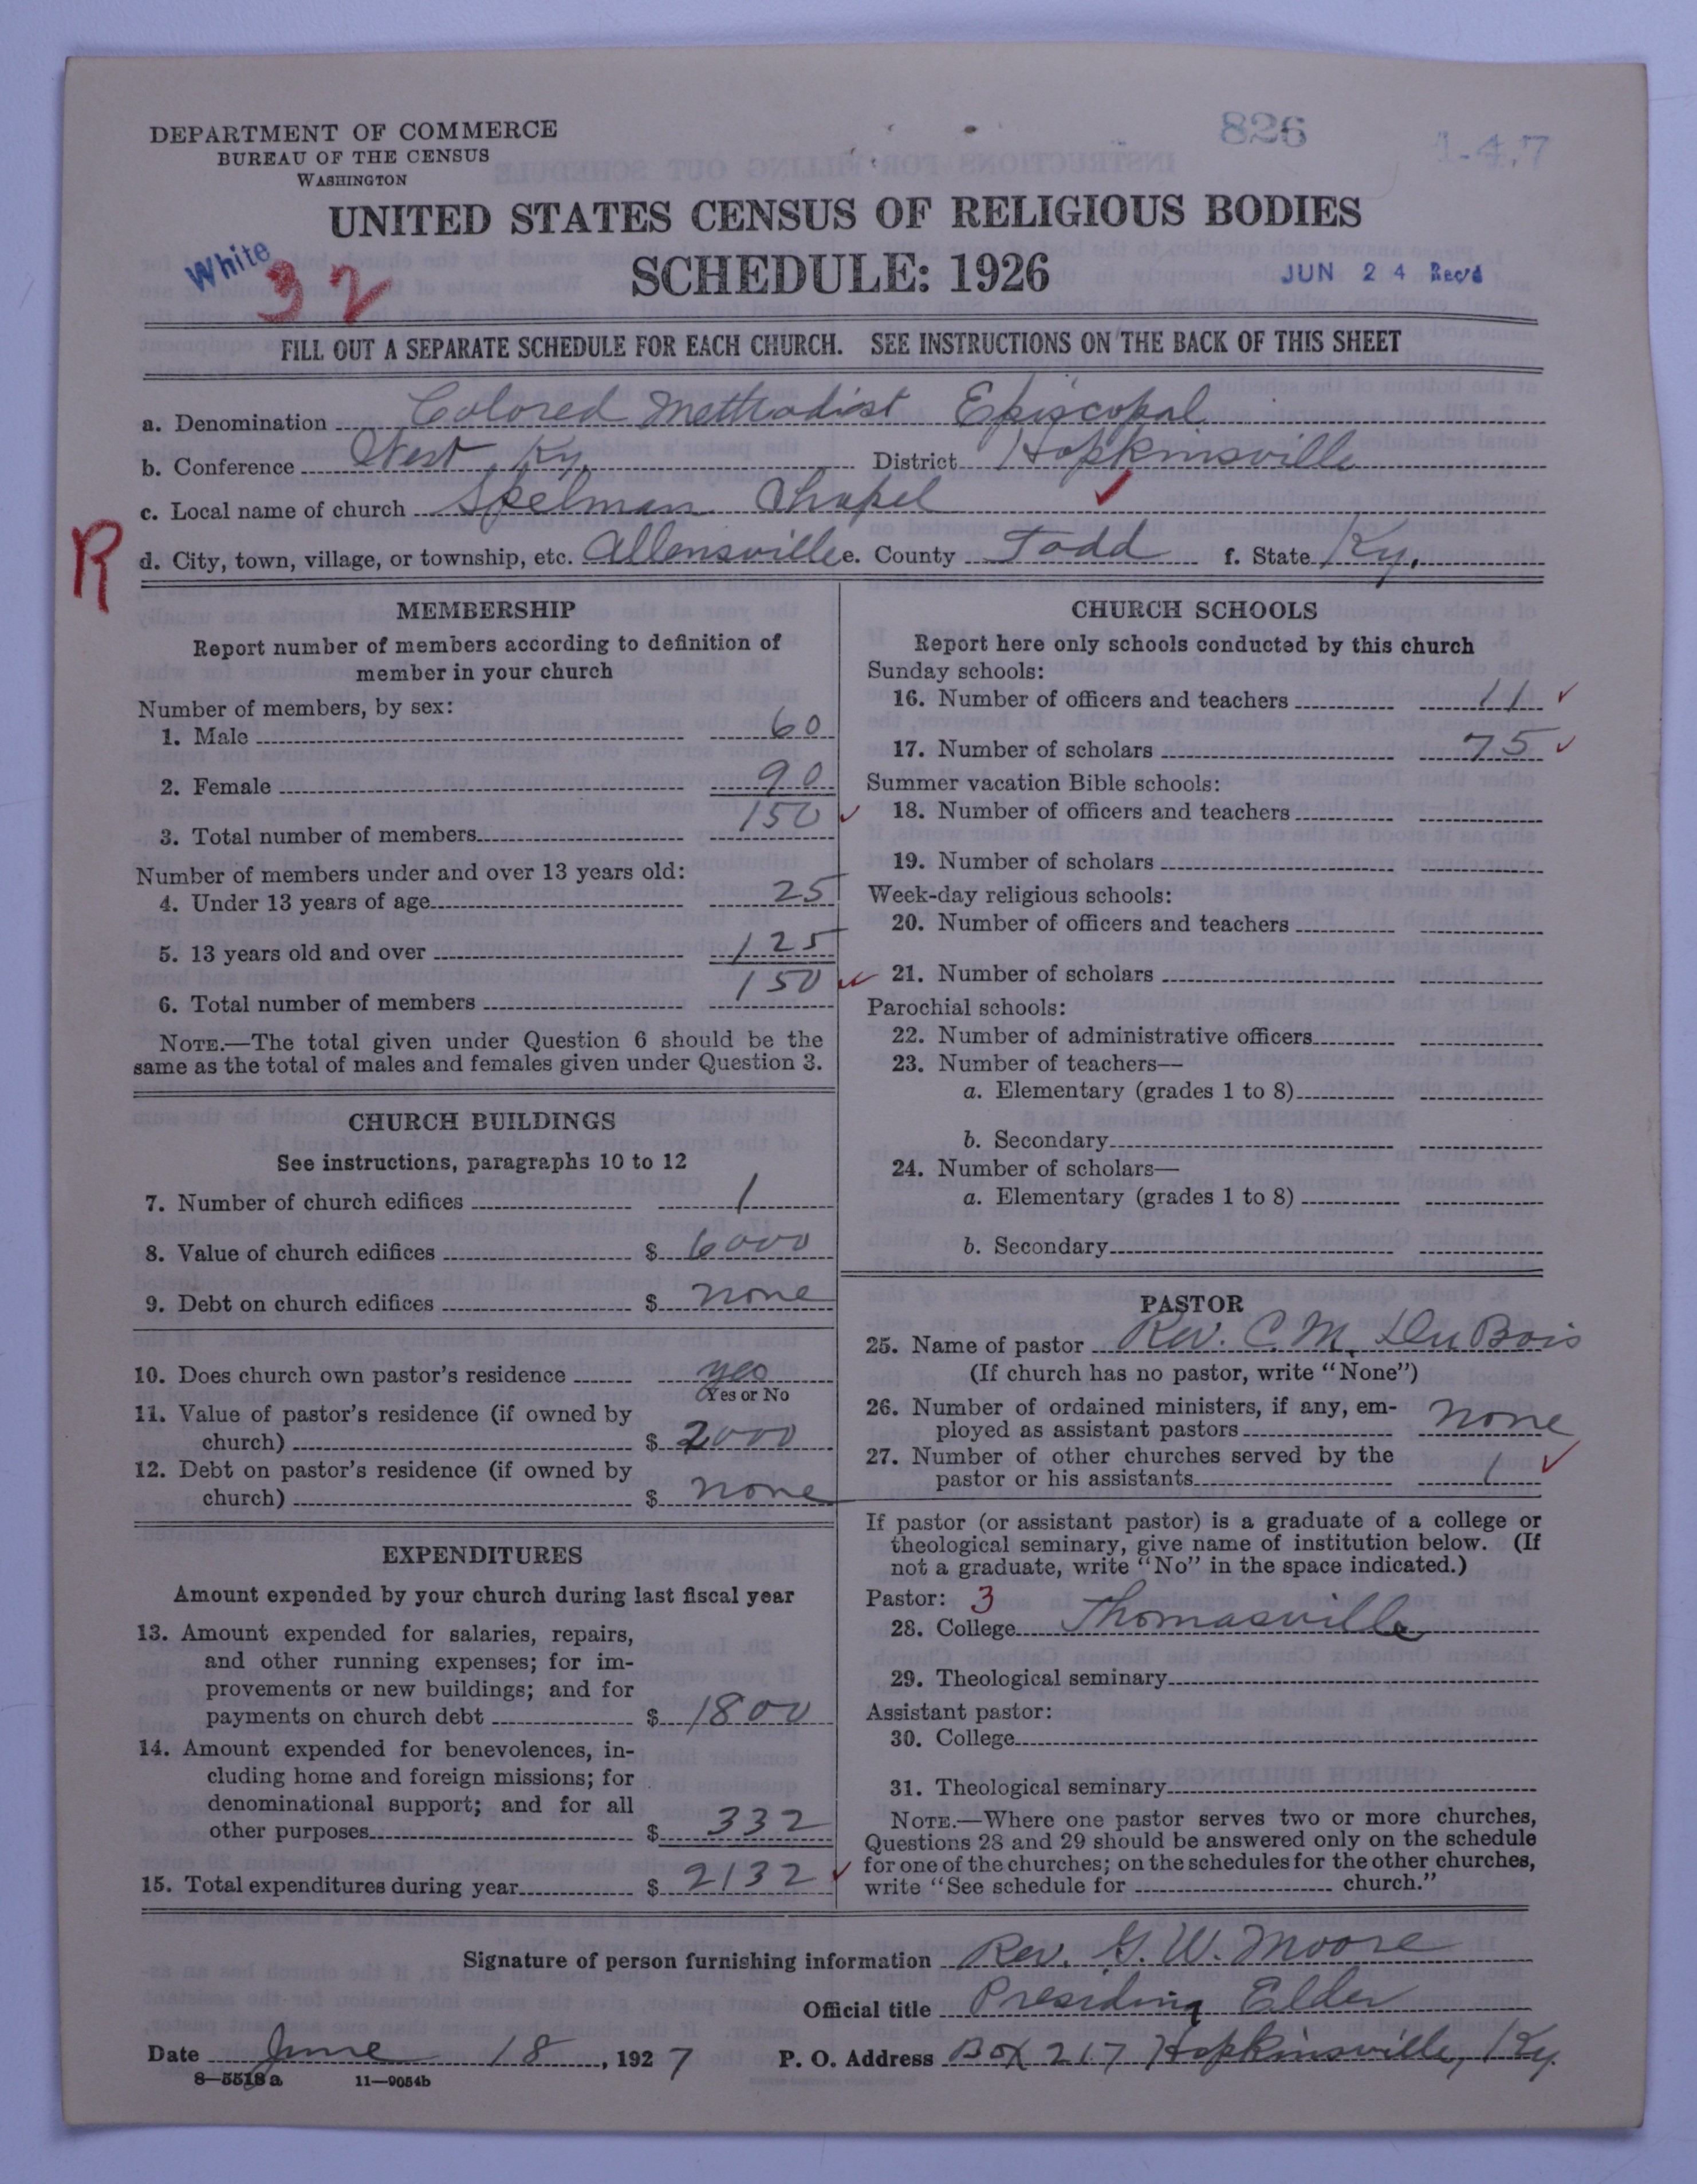 826
1-4.7
DEPARTMENT OF COMMERCE
BUREAU OF THE CENSUS
WASHINGTON
UNITED STATES CENSUS OF RELIGIOUS BODIES
White
32
SCHEDULE: 1926
JUN 24 Rec'd
FILL OUT A SEPARATE SCHEDULE FOR EACH CHURCH. SEE INSTRUCTIONS ON THE BACK OF THIS SHEET
a. Denomination Colored Methodist Episcopal
b. Conference West Ky. District Hopkinsville
c. Local name of church Spelman Chapel
R
d. City, town, village, or township, etc. Allensville e. County Todd f. State Ky.
MEMBERSHIP
Report number of members according to definition of
member in your church
Number of members, by sex:
1. Male 60
2. Female 90
3. Total number of members 150
Number of members under and over 13 years old:
4. Under 13 years of age 25
5. 13 years old and over 125
6. Total number of members 150
NOTE.—The total given under Question 6 should be the
same as the total of males and females given under Question 3.
CHURCH BUILDINGS
See instructions, paragraphs 10 to 12
7. Number of church edifices 1
8. Value of church edifices $ 6000
9. Debt on church edifices $ none
10. Does church own pastor's residence yes
Yes or No
11. Value of pastor's residence (if owned by
church) $ 2000
12. Debt on pastor's residence (if owned by
church) $ none
EXPENDITURES
Amount expended by your church during last fiscal year
13. Amount expended for salaries, repairs,
and other running expenses; for im-
provements or new buildings; and for
payments on church debt $ 1800
14. Amount expended for benevolences, in-
cluding home and foreign missions; for
denominational support; and for all
other purposes $ 332
15. Total expenditures during year $ 2132
CHURCH SCHOOLS
Report here only schools conducted by this church
Sunday schools:
16. Number of officers and teachers 11
17. Number of scholars 75
Summer vacation Bible schools:
18. Number of officers and teachers
19. Number of scholars
Week-day religious schools:
20. Number of officers and teachers
21. Number of scholars
Parochial schools:
22. Number of administrative officers
23. Number of teachers—
a. Elementary (grades 1 to 8)
b. Secondary
24. Number of scholars—
a. Elementary (grades 1 to 8)
b. Secondary
PASTOR
25. Name of pastor Rev. C. M. Du Bois
(If church has no pastor, write "None")
26. Number of ordained ministers, if any, em-
ployed as assistant pastors none
27. Number of other churches served by the
pastor or his assistants 1
If pastor (or assistant pastor) is a graduate of a college or
theological seminary, give name of institution below. (If
not a graduate, write "No" in the space indicated.)
Pastor: 3
28. College Thomasville
29. Theological seminary
Assistant pastor:
30. College
31. Theological seminary
NOTE.—Where one pastor serves two or more churches,
Questions 28 and 29 should be answered only on the schedule
for one of the churches; on the schedules for the other churches,
write "See schedule for church."
Signature of person furnishing information Rev. G. W. Moore
Official title Presiding Elder
Date June 18, 1927 P. O. Address Box 217 Hopkinsville, Ky.
8—5518 a 11—9054b